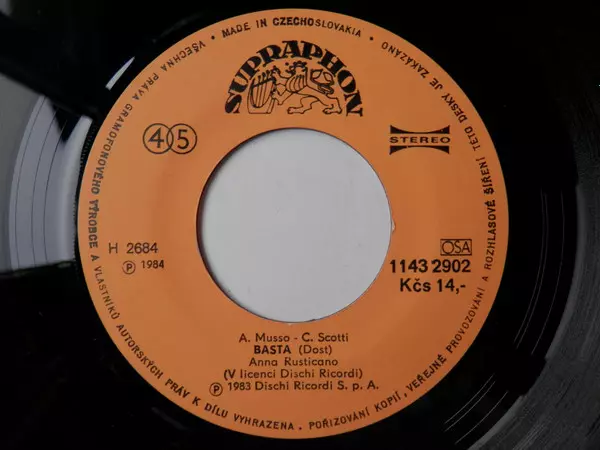 • MADE IN CZECHOSLOVAKIA • VŠECHNA PRÁVA GRAMOFONOVÉHO VÝROBCE A VLASTNÍKŮ AUTORSKÝCH PRÁV K DÍLU VYHRAZENA. POŘIZOVÁNÍ KOPIÍ, VEŘEJNÉ PROVOZOVÁNÍ A ROZHLASOVÉ ŠÍŘENÍ TÉTO DESKY JE ZAKÁZÁNO
SUPRAPHON
45
STEREO
H 2684
Ⓟ 1984
OSA
1143 2902
Kčs 14,-
A. Musso - C. Scotti
BASTA (Dost)
Anna Rusticano
(V licenci Dischi Ricordi)
Ⓟ 1983 Dischi Ricordi S. p. A.